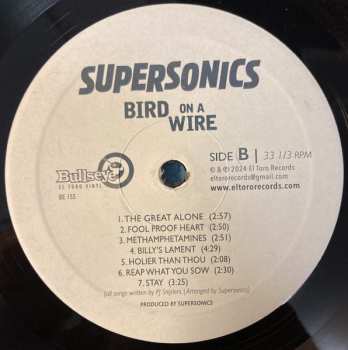 SUPERSONICS
BIRD ON A
WIRE
Bullseye
EL TORO VINYL
BE 155
SIDE B | 33 1/3 RPM
© & ℗ 2024 El Toro Records
eltororecords@gmail.com
www.eltororecords.com
1. THE GREAT ALONE (2:57)
2. FOOL PROOF HEART (2:50)
3. METHAMPHETAMINES (2:51)
4. BILLY'S LAMENT (4:29)
5. HOLIER THAN THOU (2:08)
6. REAP WHAT YOU SOW (2:30)
7. STAY (3:25)
[all songs written by PJ Snijders.] Arranged by Supersonics]
PRODUCED BY SUPERSONICS